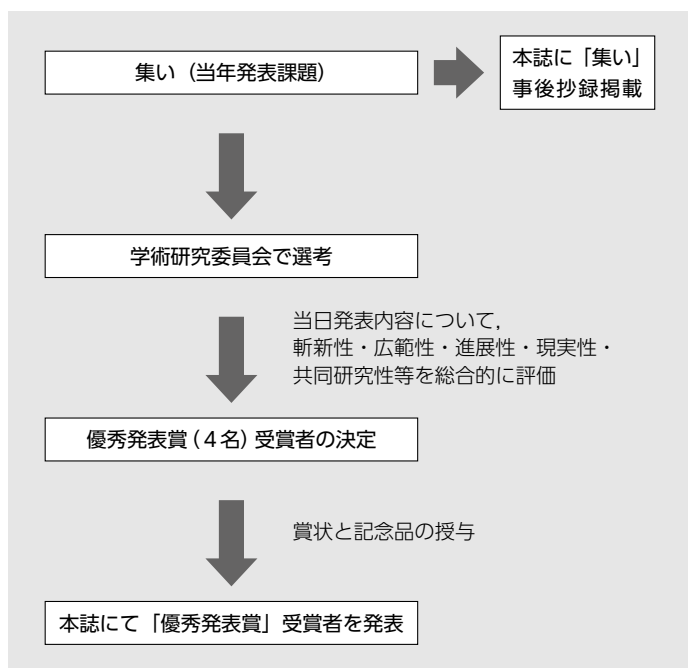 集い（当年発表課題）
本誌に「集い」
事後抄録掲載
学術研究委員会で選考
当日発表内容について，
斬新性・広範性・進展性・現実性・
共同研究性等を総合的に評価
優秀発表賞（４名）受賞者の決定
賞状と記念品の授与
本誌にて「優秀発表賞」受賞者を発表